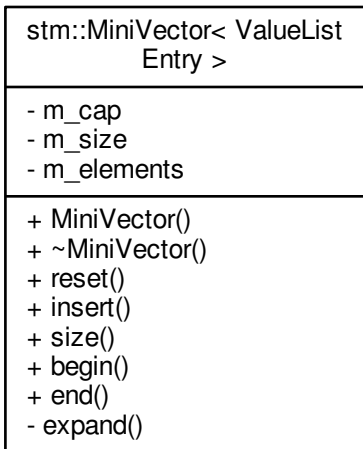 stm::MiniVector< ValueList
Entry >
- m_cap
- m_size
- m_elements
+ MiniVector()
+ ~MiniVector()
+ reset()
+ insert()
+ size()
+ begin()
+ end()
- expand()